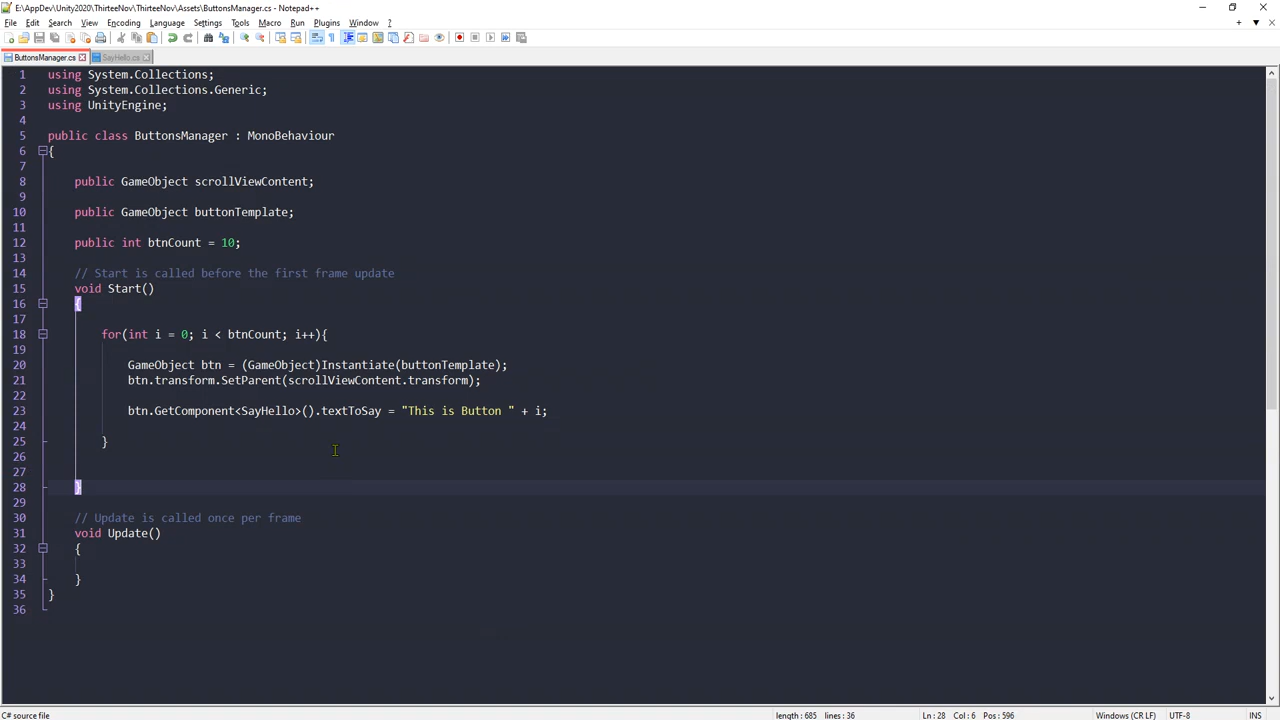 E:\AppDev\Unity2020\ThirteeNov\ThirteeNov\Assets\ButtonsManager.cs - Notepad++
File Edit Search View Encoding Language Settings Tools Macro Run Plugins Window ?
ButtonsManager.cs SayHello.cs
1 using System.Collections;
2 using System.Collections.Generic;
3 using UnityEngine;
4
5 public class ButtonsManager : MonoBehaviour
6 {
7
8 public GameObject scrollViewContent;
9
10 public GameObject buttonTemplate;
11
12 public int btnCount = 10;
13
14 // Start is called before the first frame update
15 void Start()
16 {
17
18 for(int i = 0; i < btnCount; i++){
19
20 GameObject btn = (GameObject)Instantiate(buttonTemplate);
21 btn.transform.SetParent(scrollViewContent.transform);
22
23 btn.GetComponent<SayHello>().textToSay = "This is Button " + i;
24
25 }
26
27
28 }
29
30 // Update is called once per frame
31 void Update()
32 {
33
34 }
35 }
36
C# source file length : 685 lines : 36 Ln : 28 Col : 6 Pos : 596 Windows (CR LF) UTF-8 INS